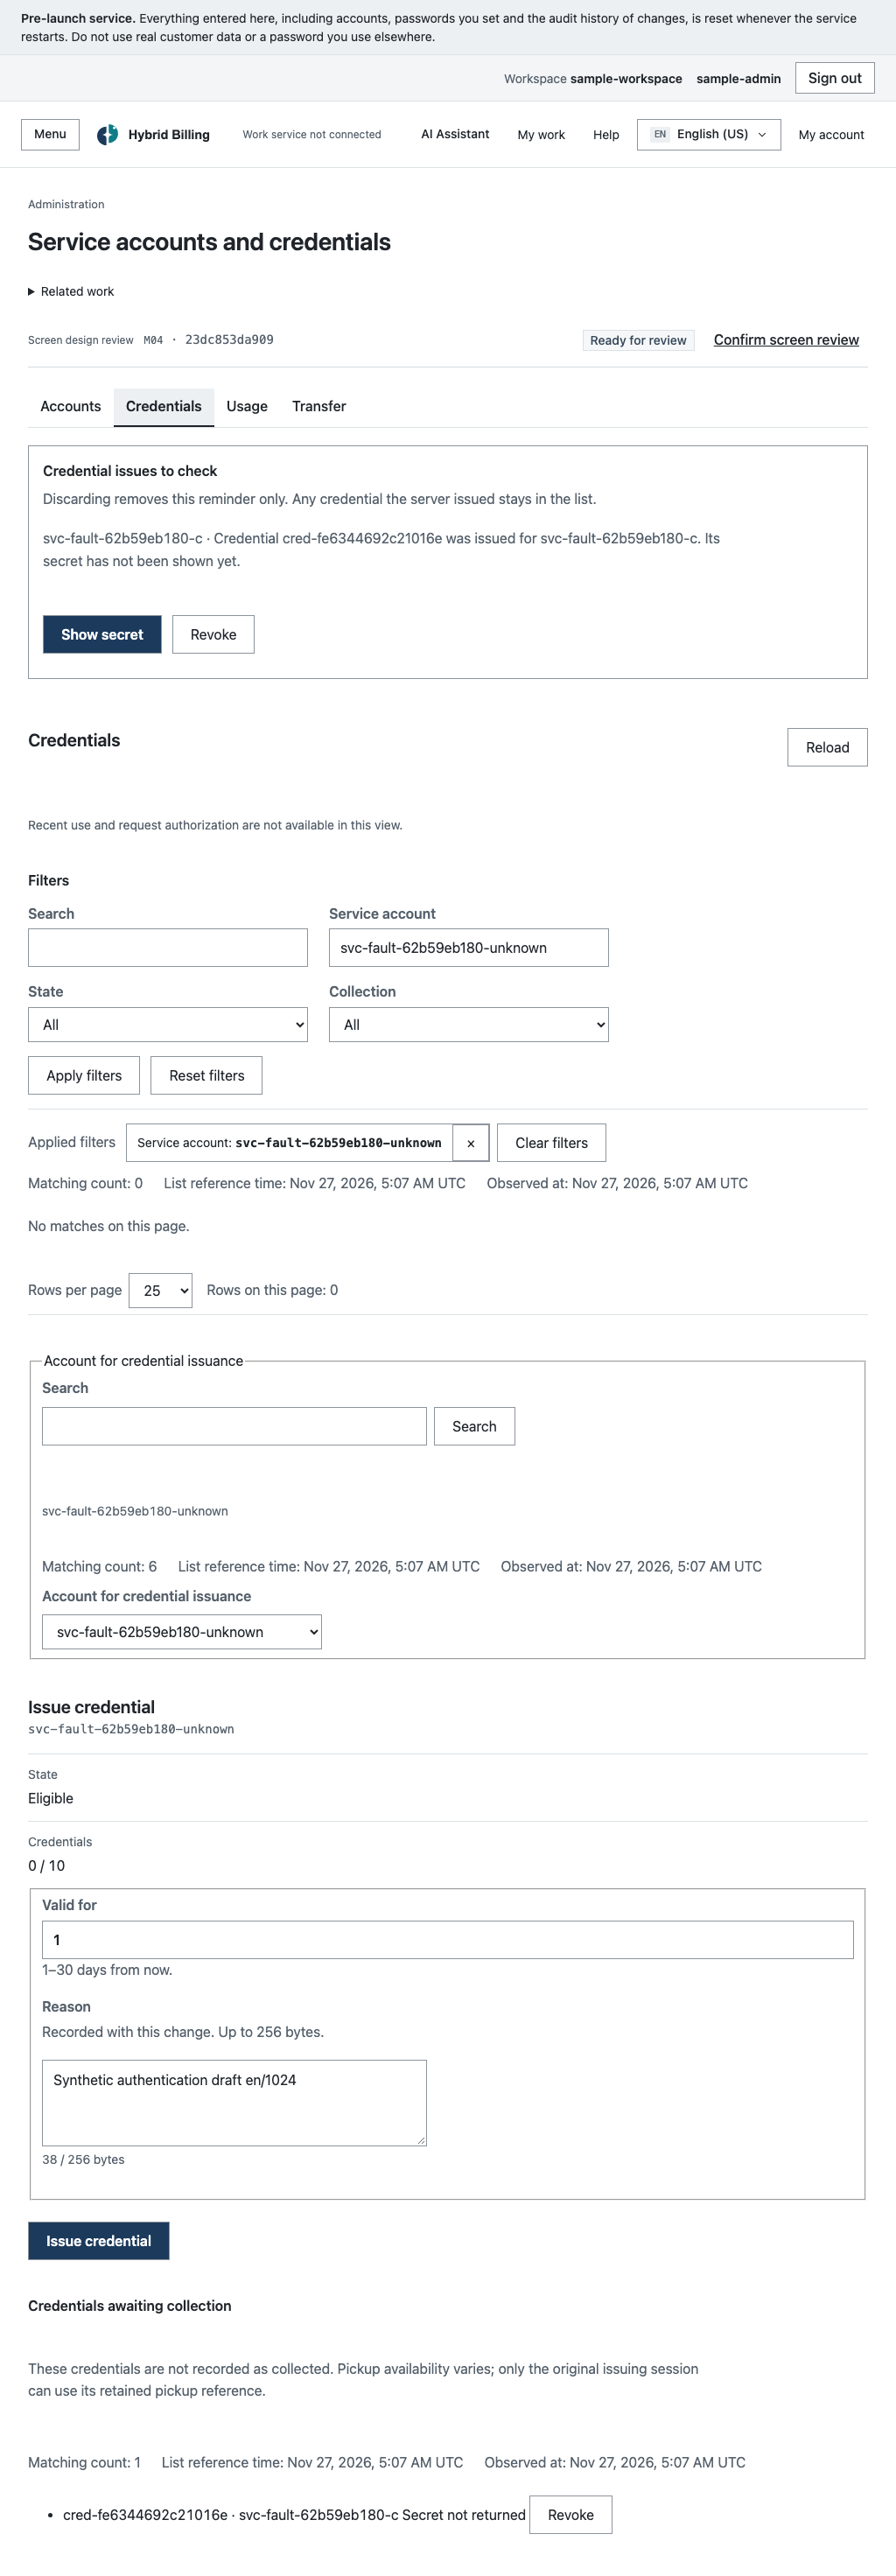 Pre-launch service. Everything entered here, including accounts, passwords you set and the audit history of changes, is reset whenever the service
restarts. Do not use real customer data or a password you use elsewhere.
Workspace sample-workspace sample-admin Sign out
Menu Hybrid Billing Work service not connected AI Assistant My work Help EN English (US) My account
Administration
Service accounts and credentials
Related work
Screen design review M04 · 23dc853da909 Ready for review Confirm screen review
Accounts Credentials Usage Transfer
Credential issues to check
Discarding removes this reminder only. Any credential the server issued stays in the list.
svc-fault-62b59eb180-c · Credential cred-fe6344692c21016e was issued for svc-fault-62b59eb180-c. Its
secret has not been shown yet.
Show secret Revoke
Credentials Reload
Recent use and request authorization are not available in this view.
Filters
Search Service account
svc-fault-62b59eb180-unknown
State Collection
All All
Apply filters Reset filters
Applied filters Service account: svc-fault-62b59eb180-unknown × Clear filters
Matching count: 0 List reference time: Nov 27, 2026, 5:07 AM UTC Observed at: Nov 27, 2026, 5:07 AM UTC
No matches on this page.
Rows per page 25 Rows on this page: 0
Account for credential issuance
Search
Search
svc-fault-62b59eb180-unknown
Matching count: 6 List reference time: Nov 27, 2026, 5:07 AM UTC Observed at: Nov 27, 2026, 5:07 AM UTC
Account for credential issuance
svc-fault-62b59eb180-unknown
Issue credential
svc-fault-62b59eb180-unknown
State
Eligible
Credentials
0 / 10
Valid for
1
1–30 days from now.
Reason
Recorded with this change. Up to 256 bytes.
Synthetic authentication draft en/1024
38 / 256 bytes
Issue credential
Credentials awaiting collection
These credentials are not recorded as collected. Pickup availability varies; only the original issuing session
can use its retained pickup reference.
Matching count: 1 List reference time: Nov 27, 2026, 5:07 AM UTC Observed at: Nov 27, 2026, 5:07 AM UTC
• cred-fe6344692c21016e · svc-fault-62b59eb180-c Secret not returned Revoke